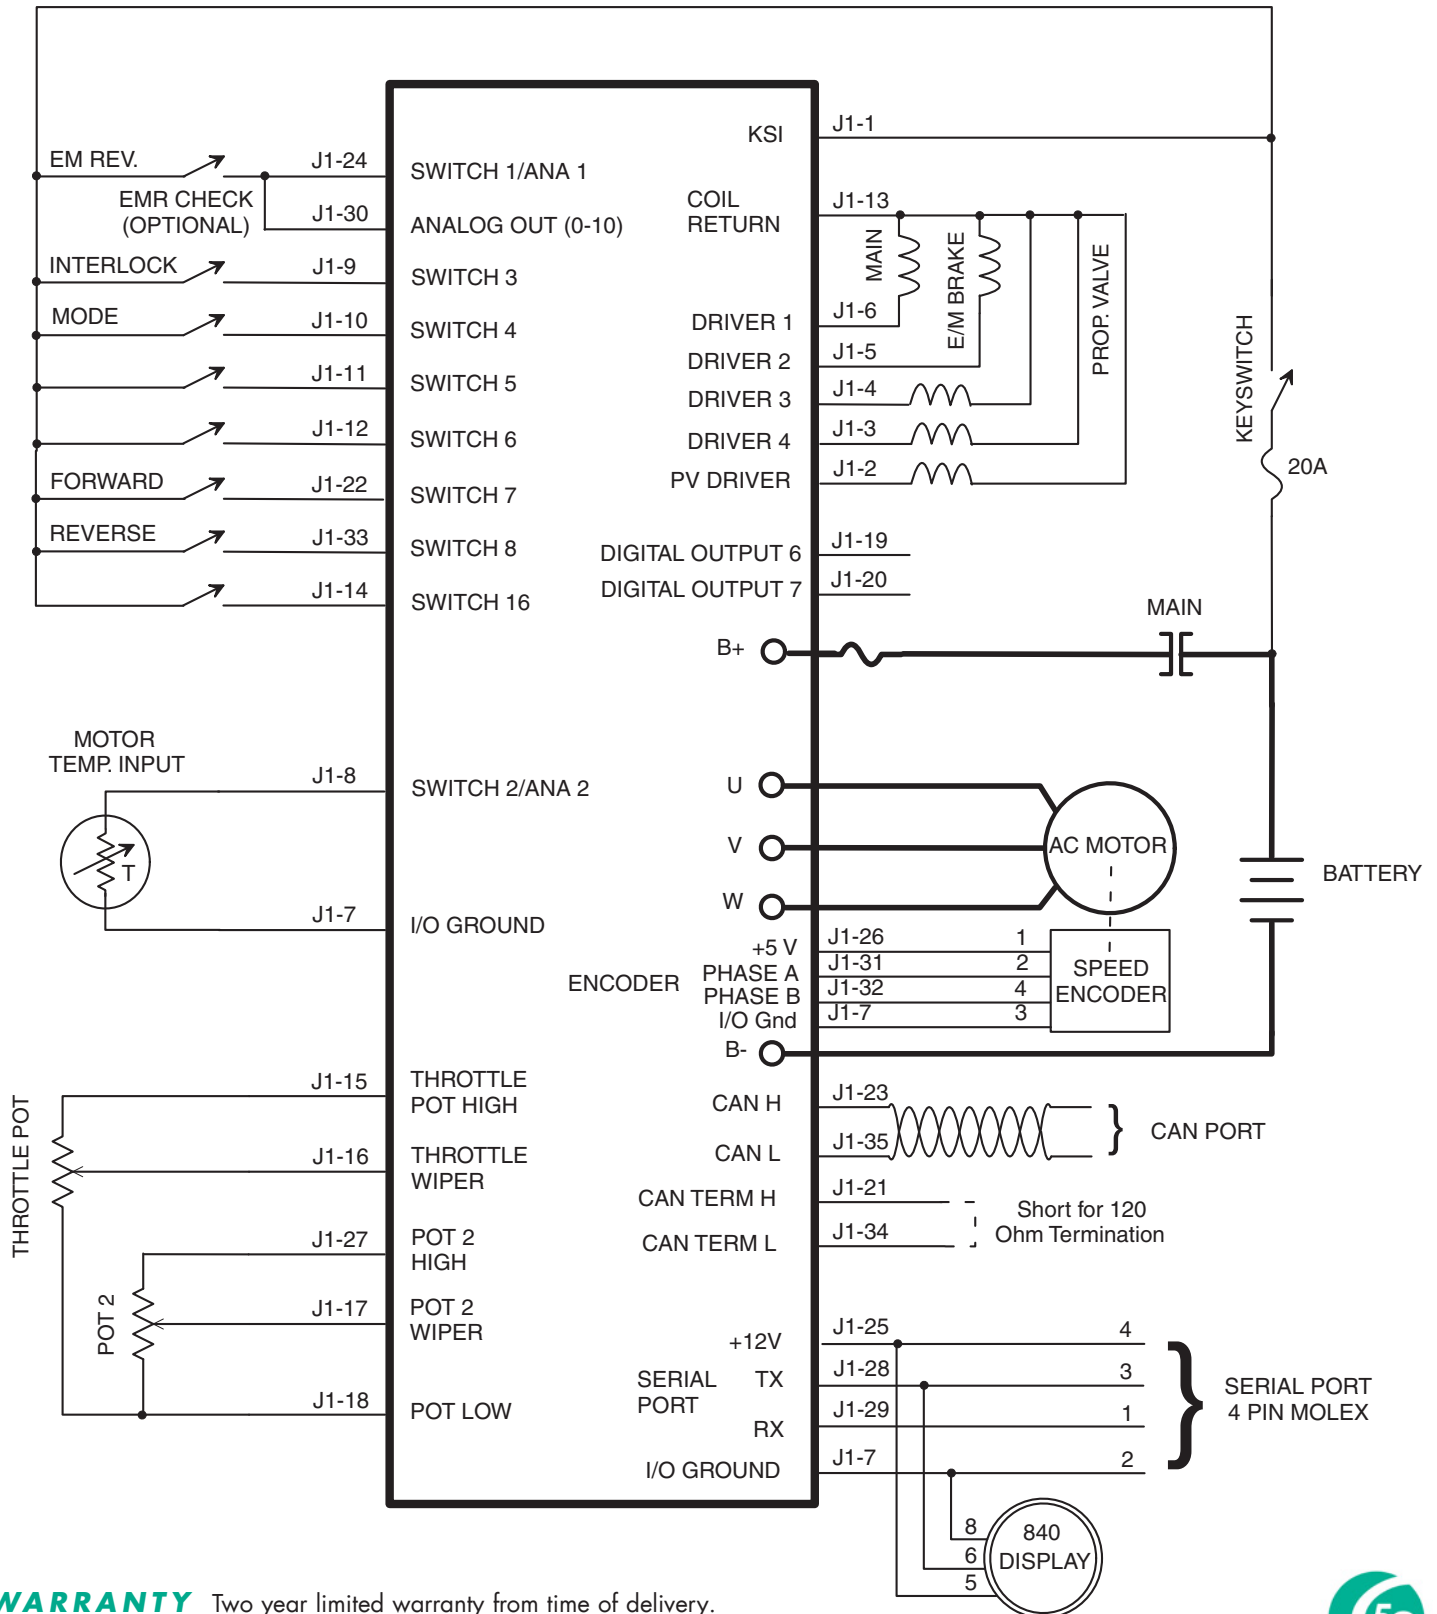 KSI
J1-1
EM REV.
J1-24
SWITCH 1/ANA 1
EMR CHECK
(OPTIONAL)
J1-30
ANALOG OUT (0-10)
INTERLOCK
J1-9
SWITCH 3
MODE
J1-10
SWITCH 4
J1-11
SWITCH 5
J1-12
SWITCH 6
FORWARD
J1-22
SWITCH 7
REVERSE
J1-33
SWITCH 8
J1-14
SWITCH 16
COIL
RETURN
J1-13
MAIN
E/M BRAKE
PROP. VALVE
DRIVER 1
J1-6
DRIVER 2
J1-5
DRIVER 3
J1-4
DRIVER 4
J1-3
PV DRIVER
J1-2
KEYSWITCH
20A
DIGITAL OUTPUT 6
J1-19
DIGITAL OUTPUT 7
J1-20
MAIN
B+
MOTOR
TEMP. INPUT
J1-8
SWITCH 2/ANA 2
T
J1-7
I/O GROUND
U
V
W
AC MOTOR
BATTERY
ENCODER
+5 V
J1-26
1
PHASE A
J1-31
2
PHASE B
J1-32
4
I/O Gnd
J1-7
3
SPEED
ENCODER
B-
THROTTLE POT
J1-15
THROTTLE
POT HIGH
J1-16
THROTTLE
WIPER
POT 2
J1-27
POT 2
HIGH
J1-17
POT 2
WIPER
J1-18
POT LOW
CAN H
J1-23
CAN L
J1-35
CAN PORT
CAN TERM H
J1-21
CAN TERM L
J1-34
Short for 120
Ohm Termination
SERIAL
PORT
+12V
J1-25
4
TX
J1-28
3
RX
J1-29
1
I/O GROUND
J1-7
2
SERIAL PORT
4 PIN MOLEX
8
6
5
840
DISPLAY
WARRANTY Two year limited warranty from time of delivery.